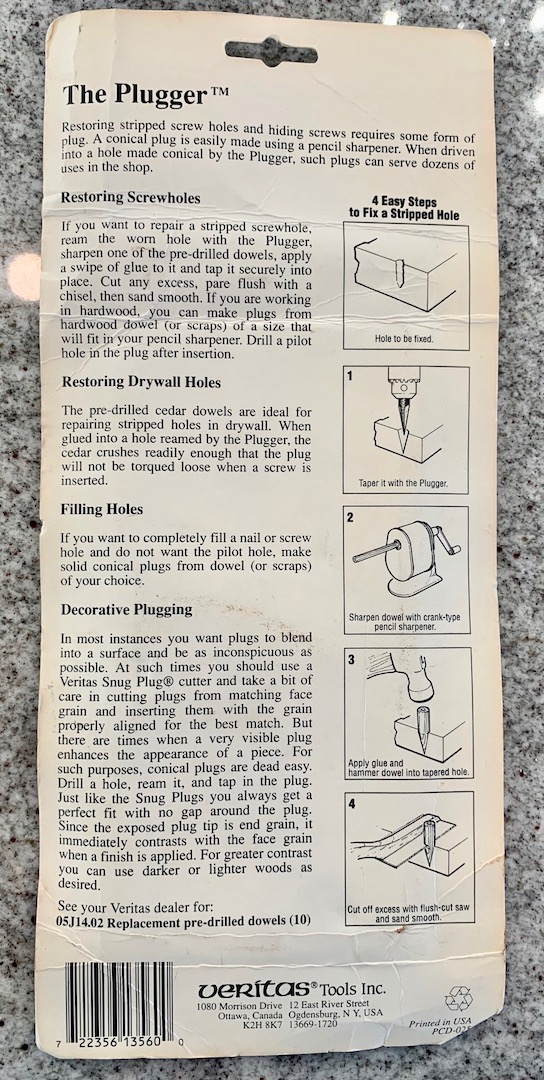 The Plugger™
Restoring stripped screw holes and hiding screws requires some form of
plug. A conical plug is easily made using a pencil sharpener. When driven
into a hole made conical by the Plugger, such plugs can serve dozens of
uses in the shop.
Restoring Screwholes
If you want to repair a stripped screwhole,
ream the worn hole with the Plugger,
sharpen one of the pre-drilled dowels, apply
a swipe of glue to it and tap it securely into
place. Cut any excess, pare flush with a
chisel, then sand smooth. If you are working
in hardwood, you can make plugs from
hardwood dowel (or scraps) of a size that
will fit in your pencil sharpener. Drill a pilot
hole in the plug after insertion.
Restoring Drywall Holes
The pre-drilled cedar dowels are ideal for
repairing stripped holes in drywall. When
glued into a hole reamed by the Plugger, the
cedar crushes readily enough that the plug
will not be torqued loose when a screw is
inserted.
Filling Holes
If you want to completely fill a nail or screw
hole and do not want the pilot hole, make
solid conical plugs from dowel (or scraps)
of your choice.
Decorative Plugging
In most instances you want plugs to blend
into a surface and be as inconspicuous as
possible. At such times you should use a
Veritas Snug Plug® cutter and take a bit of
care in cutting plugs from matching face
grain and inserting them with the grain
properly aligned for the best match. But
there are times when a very visible plug
enhances the appearance of a piece. For
such purposes, conical plugs are dead easy.
Drill a hole, ream it, and tap in the plug.
Just like the Snug Plugs you always get a
perfect fit with no gap around the plug.
Since the exposed plug tip is end grain, it
immediately contrasts with the face grain
when a finish is applied. For greater contrast
you can use darker or lighter woods as
desired.
See your Veritas dealer for:
05J14.02 Replacement pre-drilled dowels (10)
4 Easy Steps
to Fix a Stripped Hole
Hole to be fixed.
1
Taper it with the Plugger.
2
Sharpen dowel with crank-type
pencil sharpener.
3
Apply glue and
hammer dowel into tapered hole.
4
Cut off excess with flush-cut saw
and sand smooth.
7 22356 13560 0
veritas® Tools Inc.
1080 Morrison Drive 12 East River Street
Ottawa, Canada Ogdensburg, N Y, USA
K2H 8K7 13669-1720
Printed in USA